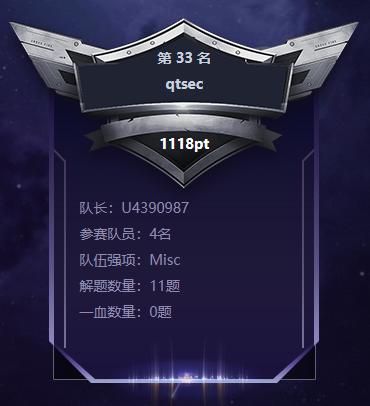 第 33 名
qtsec
1118pt
队长：U4390987
参赛队员：4名
队伍强项：Misc
解题数量：11题
一血数量：0题